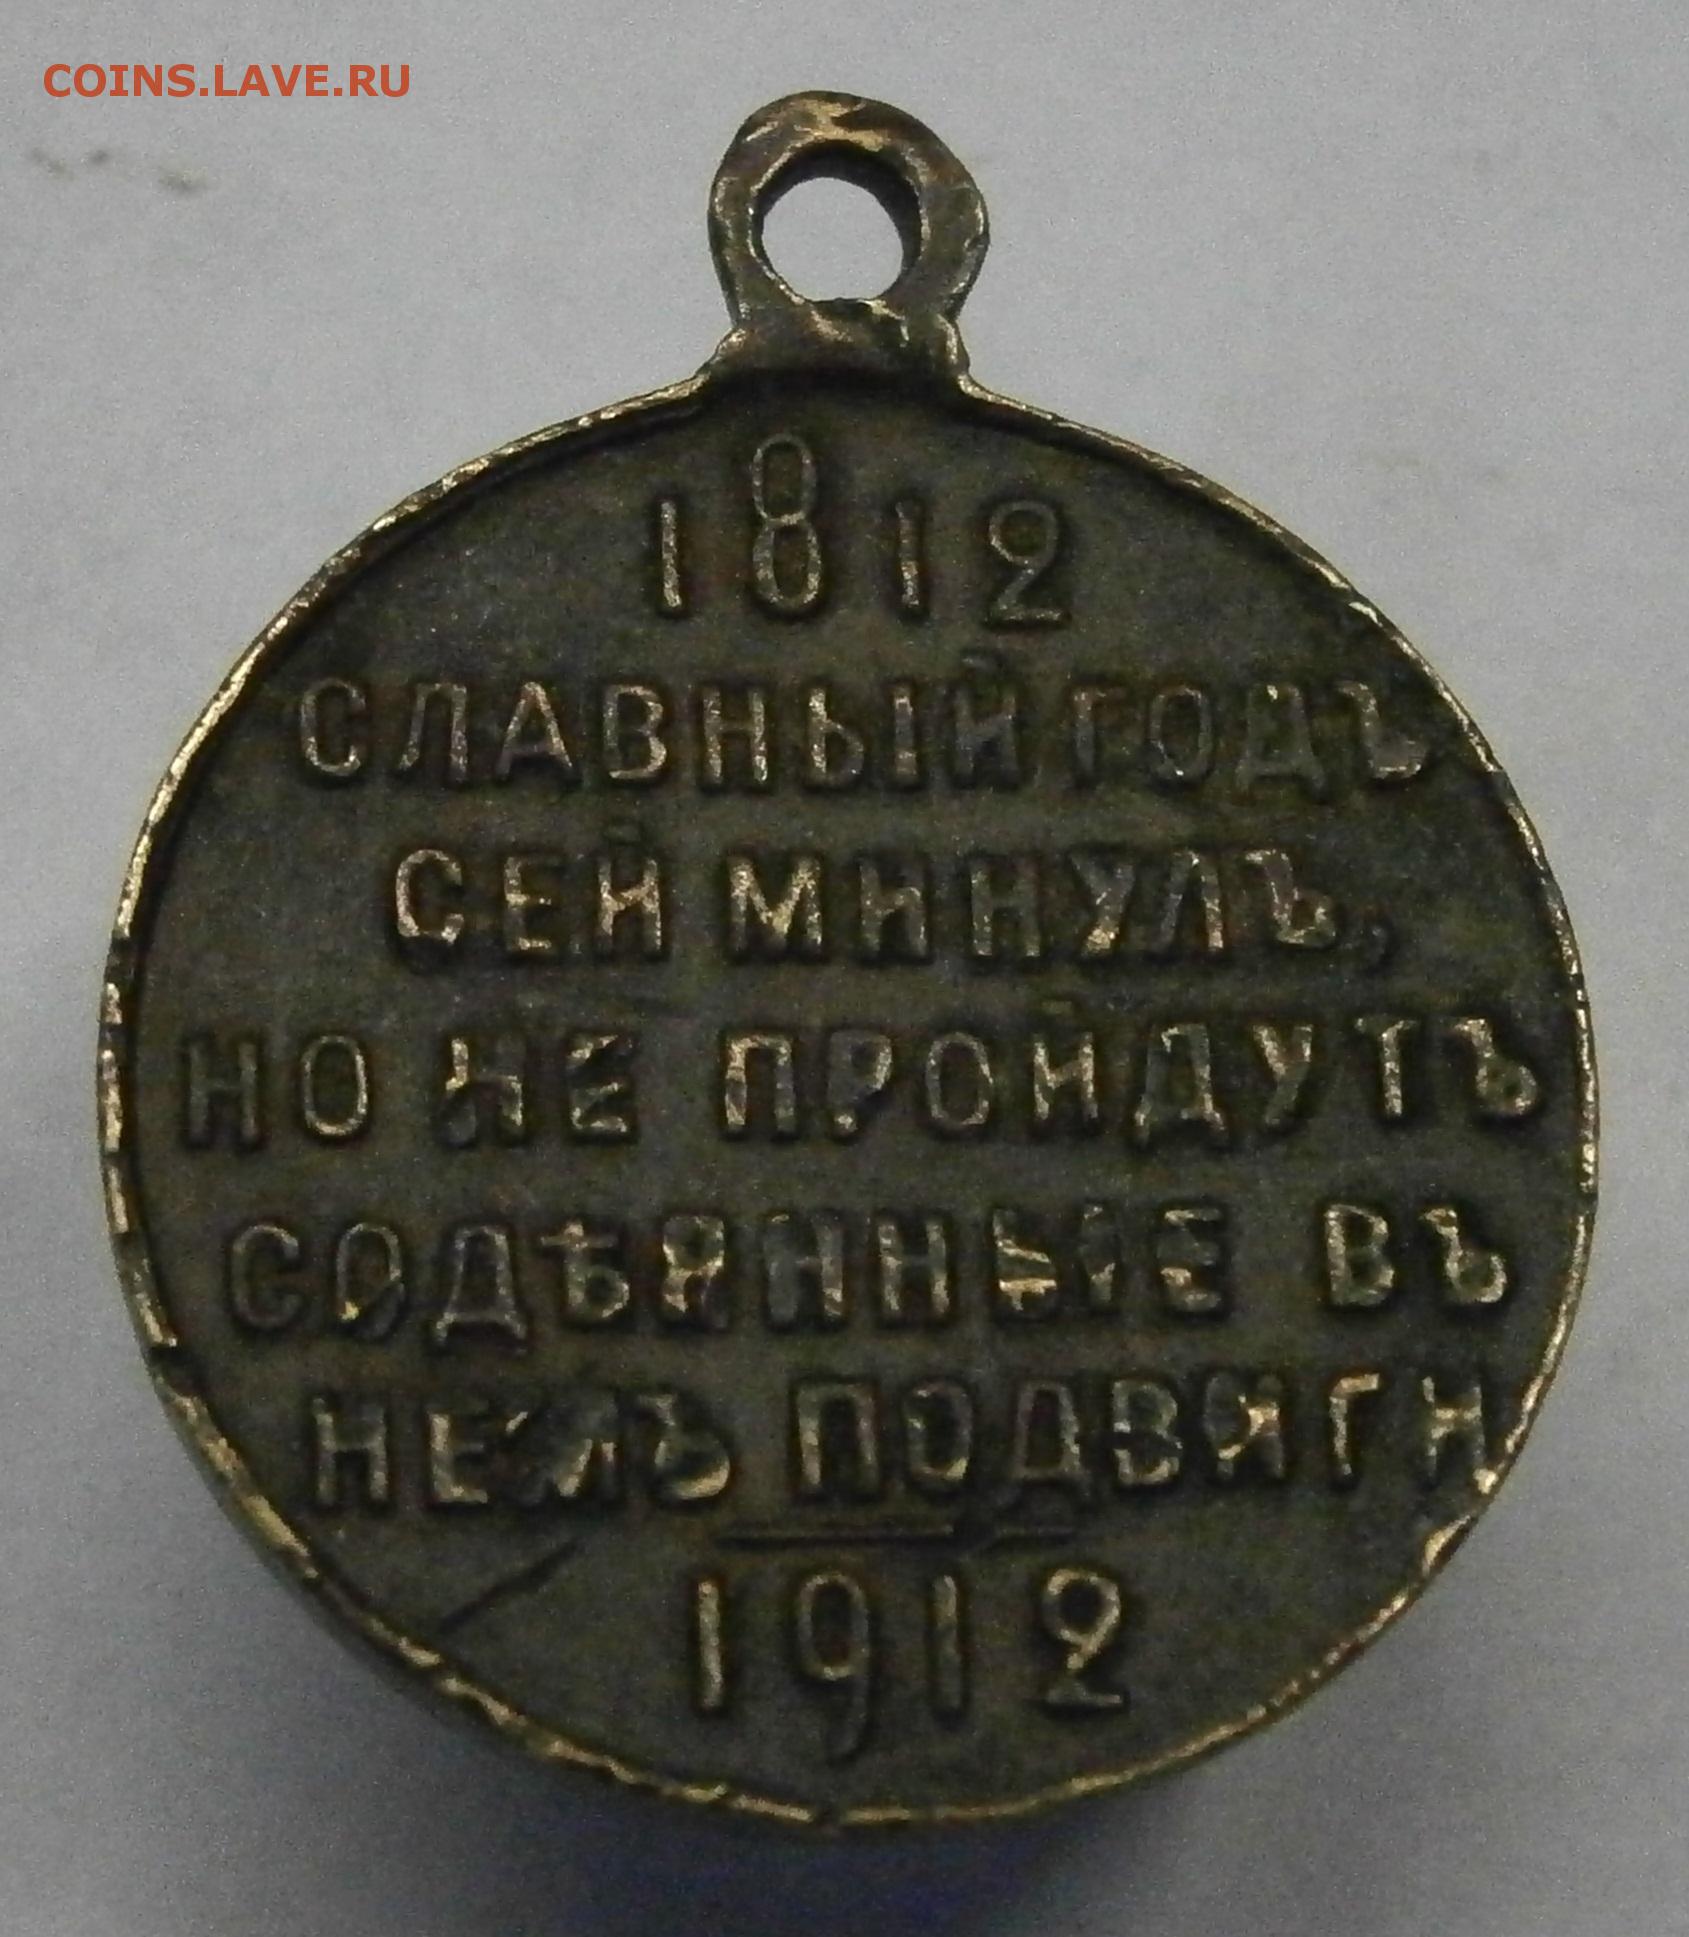 COINS.LAVE.RU
1812
СЛАВНЫЙ ГОДЪ
СЕЙ МИНУЛЪ,
НО НЕ ПРОЙДУТЪ
СОДѢЯННЫЕ ВЪ
НЕМЪ ПОДВИГИ
1912